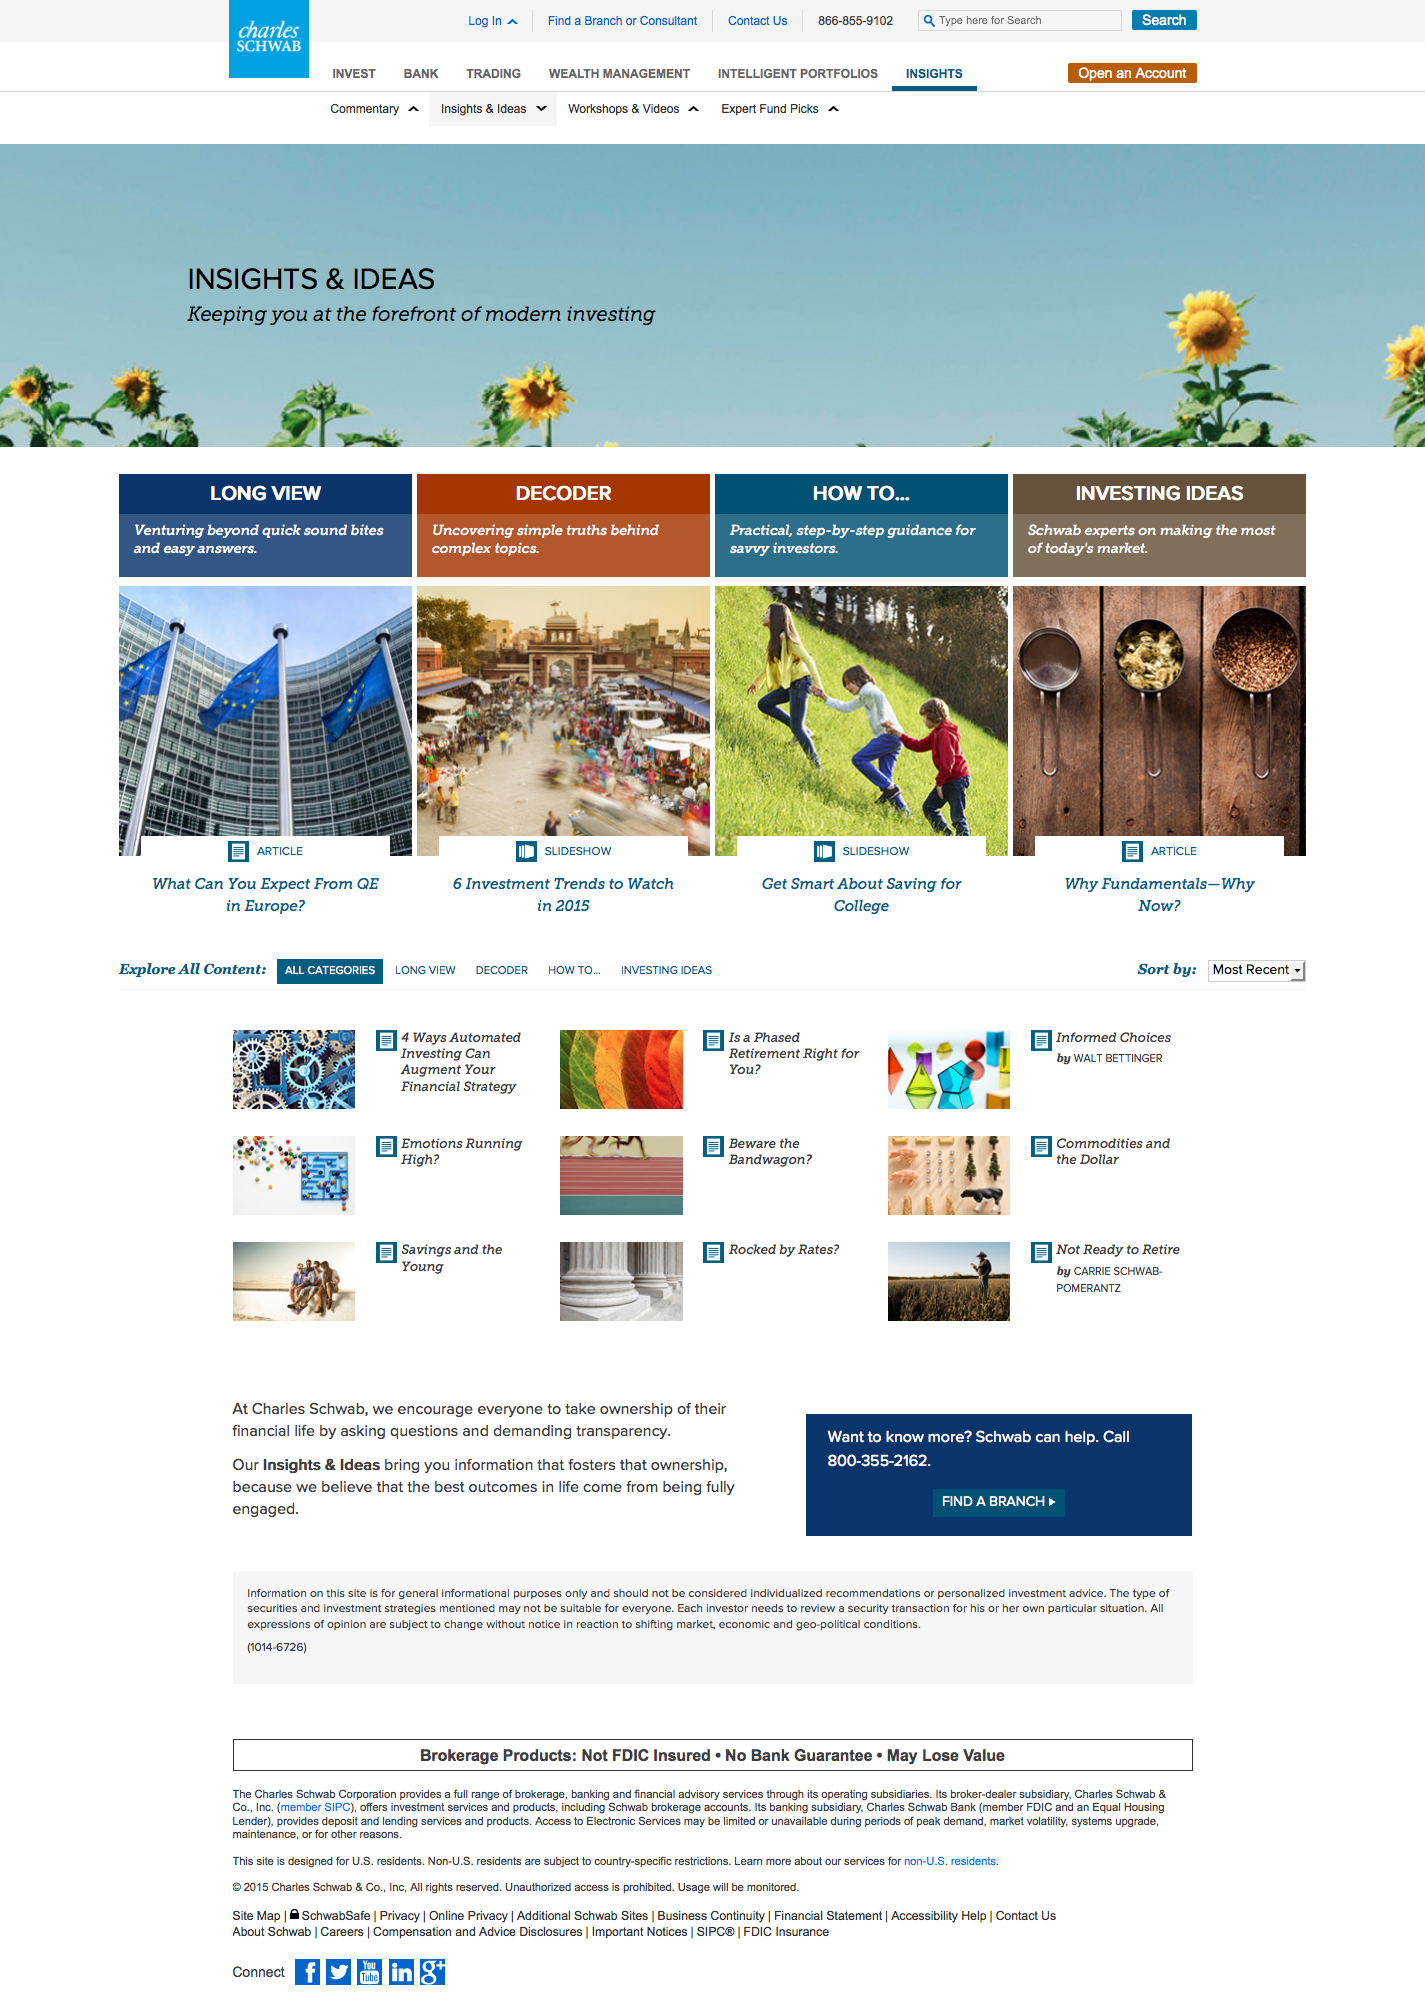 charles
SCHWAB
Log In
Find a Branch or Consultant
Contact Us
866-855-9102
Type here for Search
Search
INVEST
BANK
TRADING
WEALTH MANAGEMENT
INTELLIGENT PORTFOLIOS
INSIGHTS
Open an Account
Commentary
Insights & Ideas
Workshops & Videos
Expert Fund Picks
INSIGHTS & IDEAS
Keeping you at the forefront of modern investing
LONG VIEW
Venturing beyond quick sound bites
and easy answers.
DECODER
Uncovering simple truths behind
complex topics.
HOW TO...
Practical, step-by-step guidance for
savvy investors.
INVESTING IDEAS
Schwab experts on making the most
of today's market.
ARTICLE
What Can You Expect From QE
in Europe?
SLIDESHOW
6 Investment Trends to Watch
in 2015
SLIDESHOW
Get Smart About Saving for
College
ARTICLE
Why Fundamentals—Why
Now?
Explore All Content:
ALL CATEGORIES
LONG VIEW
DECODER
HOW TO...
INVESTING IDEAS
Sort by:
Most Recent
4 Ways Automated
Investing Can
Augment Your
Financial Strategy
Is a Phased
Retirement Right for
You?
Informed Choices
by WALT BETTINGER
Emotions Running
High?
Beware the
Bandwagon?
Commodities and
the Dollar
Savings and the
Young
Rocked by Rates?
Not Ready to Retire
by CARRIE SCHWAB-
POMERANTZ
At Charles Schwab, we encourage everyone to take ownership of their
financial life by asking questions and demanding transparency.
Our Insights & Ideas bring you information that fosters that ownership,
because we believe that the best outcomes in life come from being fully
engaged.
Want to know more? Schwab can help. Call
800-355-2162.
FIND A BRANCH
Information on this site is for general informational purposes only and should not be considered individualized recommendations or personalized investment advice. The type of
securities and investment strategies mentioned may not be suitable for everyone. Each investor needs to review a security transaction for his or her own particular situation. All
expressions of opinion are subject to change without notice in reaction to shifting market, economic and geo-political conditions.
(1014-6726)
Brokerage Products: Not FDIC Insured • No Bank Guarantee • May Lose Value
The Charles Schwab Corporation provides a full range of brokerage, banking and financial advisory services through its operating subsidiaries. Its broker-dealer subsidiary, Charles Schwab &
Co., Inc. (member SIPC), offers investment services and products, including Schwab brokerage accounts. Its banking subsidiary, Charles Schwab Bank (member FDIC and an Equal Housing
Lender), provides deposit and lending services and products. Access to Electronic Services may be limited or unavailable during periods of peak demand, market volatility, systems upgrade,
maintenance, or for other reasons.
This site is designed for U.S. residents. Non-U.S. residents are subject to country-specific restrictions. Learn more about our services for non-U.S. residents.
© 2015 Charles Schwab & Co., Inc, All rights reserved. Unauthorized access is prohibited. Usage will be monitored.
Site Map | SchwabSafe | Privacy | Online Privacy | Additional Schwab Sites | Business Continuity | Financial Statement | Accessibility Help | Contact Us
About Schwab | Careers | Compensation and Advice Disclosures | Important Notices | SIPC® | FDIC Insurance
Connect
f
You
Tube
in
g+